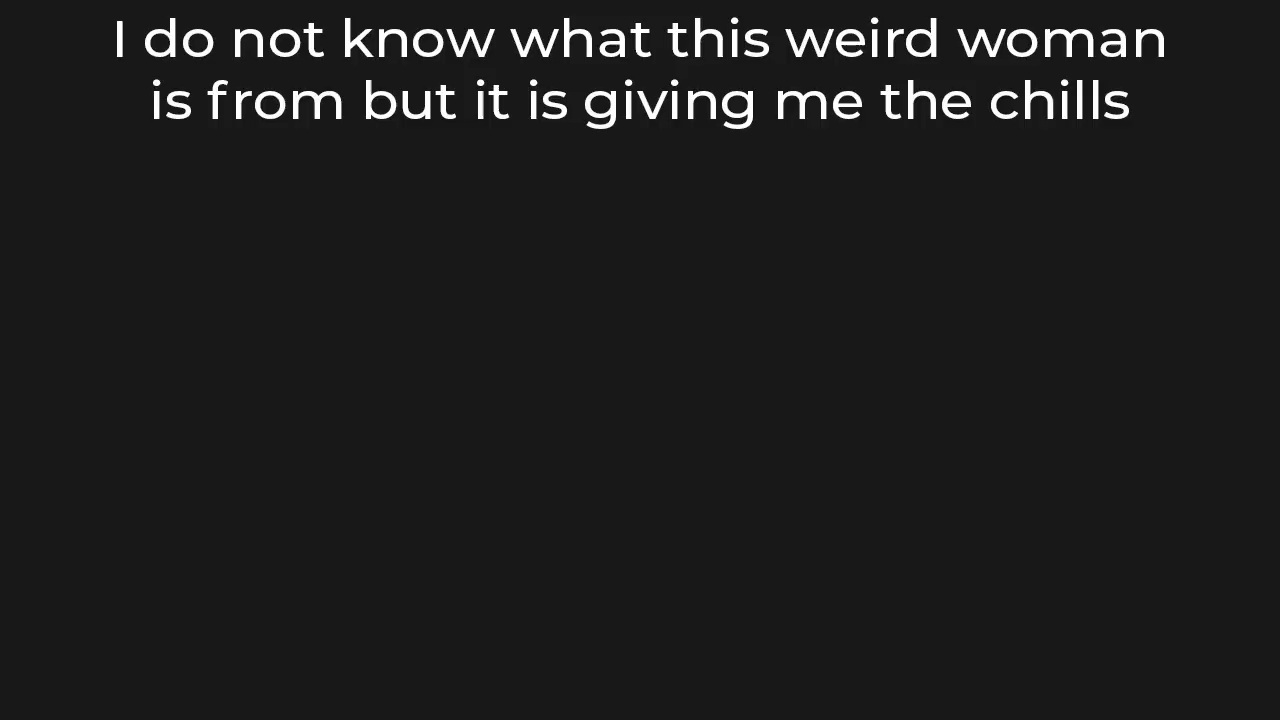 I do not know what this weird woman
is from but it is giving me the chills